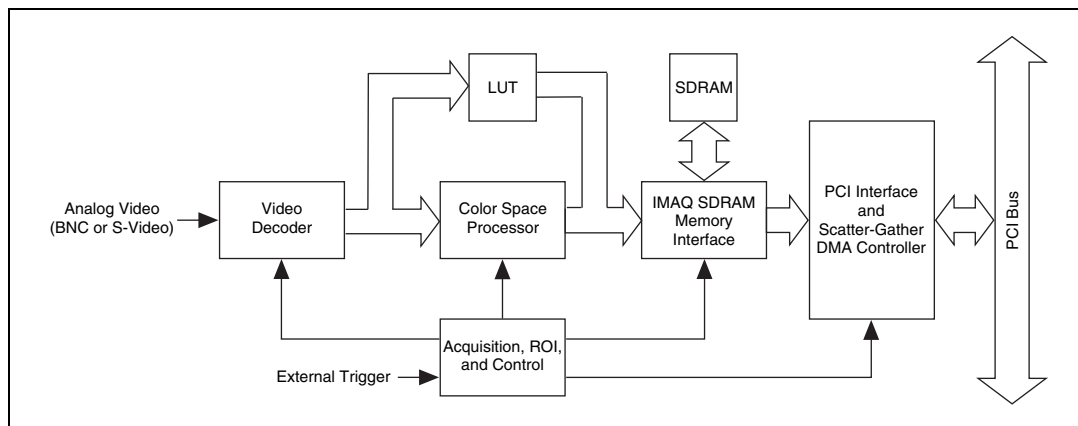 LUT
SDRAM
Analog Video
(BNC or S-Video)
Video
Decoder
Color Space
Processor
IMAQ SDRAM
Memory
Interface
PCI Interface
and
Scatter-Gather
DMA Controller
PCI Bus
Acquisition, ROI,
and Control
External Trigger